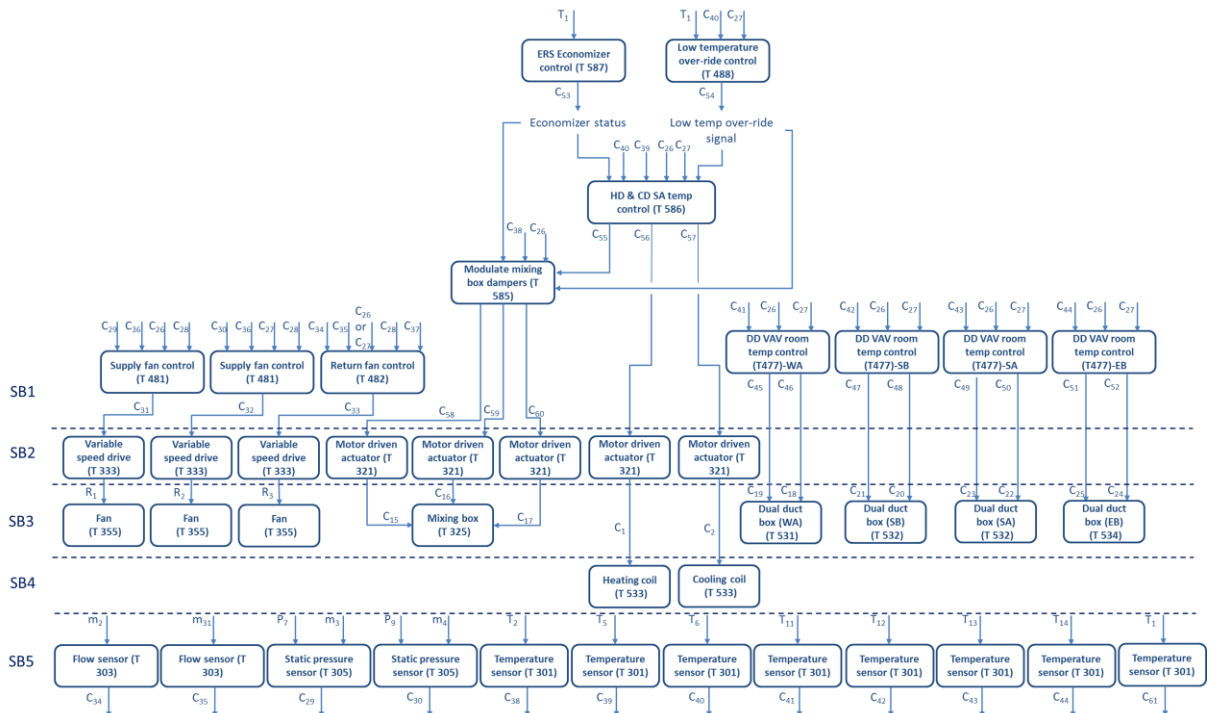 T1 T1 C40 C27
ERS Economizer control (T 587)
Low temperature over-ride control (T 488)
C53 C54
Economizer status
Low temp over-ride signal
C40 C39 C26 C27
HD & CD SA temp control (T 586)
C38 C26 C55 C56 C57
Modulate mixing box dampers (T 585)
C29 C36 C26 C28
C30 C36 C27 C28
C34 C35 C26 or C27 C28 C37
C41 C26 C27
C42 C26 C27
C43 C26 C27
C44 C26 C27
Supply fan control (T 481)
Supply fan control (T 481)
Return fan control (T 482)
DD VAV room temp control (T477)-WA
DD VAV room temp control (T477)-SB
DD VAV room temp control (T477)-SA
DD VAV room temp control (T477)-EB
SB1
C31 C32 C33 C58 C59 C60
C45 C46 C47 C48 C49 C50 C51 C52
SB2
Variable speed drive (T 333)
Variable speed drive (T 333)
Variable speed drive (T 333)
Motor driven actuator (T 321)
Motor driven actuator (T 321)
Motor driven actuator (T 321)
Motor driven actuator (T 321)
Motor driven actuator (T 321)
R1 R2 R3 C15 C16 C17 C1 C2
C19 C18 C21 C20 C23 C22 C25 C24
SB3
Fan (T 355)
Fan (T 355)
Fan (T 355)
Mixing box (T 325)
Dual duct box (WA) (T 531)
Dual duct box (SB) (T 532)
Dual duct box (SA) (T 532)
Dual duct box (EB) (T 534)
SB4
Heating coil (T 533)
Cooling coil (T 533)
m2 m31 P7 m3 P9 m4 T2 T5 T6 T11 T12 T13 T14 T1
SB5
Flow sensor (T 303)
Flow sensor (T 303)
Static pressure sensor (T 305)
Static pressure sensor (T 305)
Temperature sensor (T 301)
Temperature sensor (T 301)
Temperature sensor (T 301)
Temperature sensor (T 301)
Temperature sensor (T 301)
Temperature sensor (T 301)
Temperature sensor (T 301)
Temperature sensor (T 301)
C34 C35 C29 C30 C38 C39 C40 C41 C42 C43 C44 C61